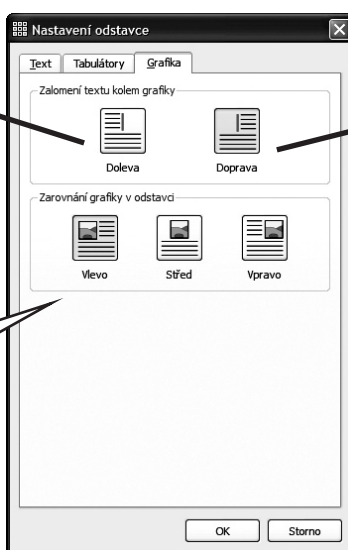 Nastavení odstavce
Text Tabulátory Grafika
Zalomení textu kolem grafiky
Doleva Doprava
Zarovnání grafiky v odstavci
Vlevo Střed Vpravo
OK Storno